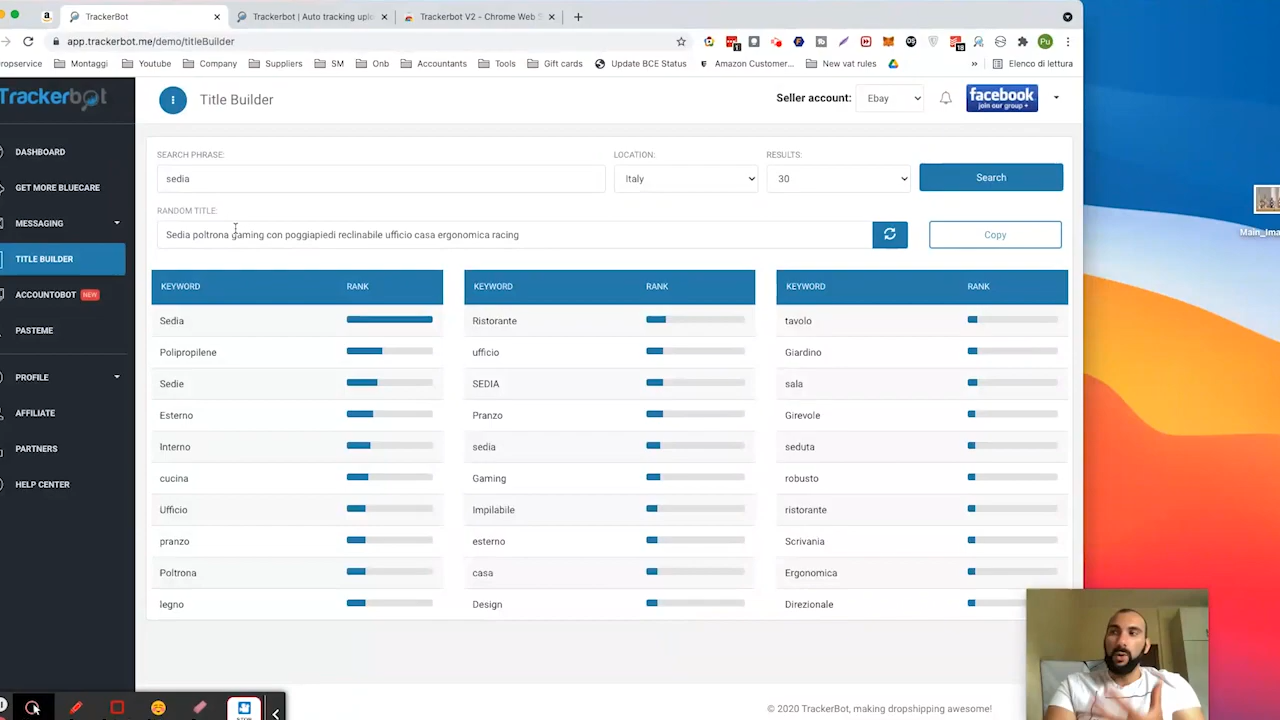 TrackerBot
Trackerbot | Auto tracking uplo
Trackerbot V2 - Chrome Web S
app.trackerbot.me/demo/titleBuilder
1
18
Pu
opservice
Montaggi
Youtube
Company
Suppliers
SM
Onb
Accountants
Tools
Gift cards
Update BCE Status
Amazon Customer...
New vat rules
»
Elenco di lettura
Trackerbot
Title Builder
Seller account:
Ebay
facebook
join our group +
DASHBOARD
GET MORE BLUECARE
MESSAGING
TITLE BUILDER
ACCOUNTOBOT NEW
PASTEME
PROFILE
AFFILIATE
PARTNERS
HELP CENTER
SEARCH PHRASE:
LOCATION:
RESULTS:
sedia
Italy
30
Search
RANDOM TITLE:
Sedia poltrona gaming con poggiapiedi reclinabile ufficio casa ergonomica racing
Copy
KEYWORD RANK
KEYWORD RANK
KEYWORD RANK
Sedia
Ristorante
tavolo
Polipropilene
ufficio
Giardino
Sedie
SEDIA
sala
Esterno
Pranzo
Girevole
Interno
sedia
seduta
cucina
Gaming
robusto
Ufficio
Impilabile
ristorante
pranzo
esterno
Scrivania
Poltrona
casa
Ergonomica
legno
Design
Direzionale
© 2020 TrackerBot, making dropshipping awesome!